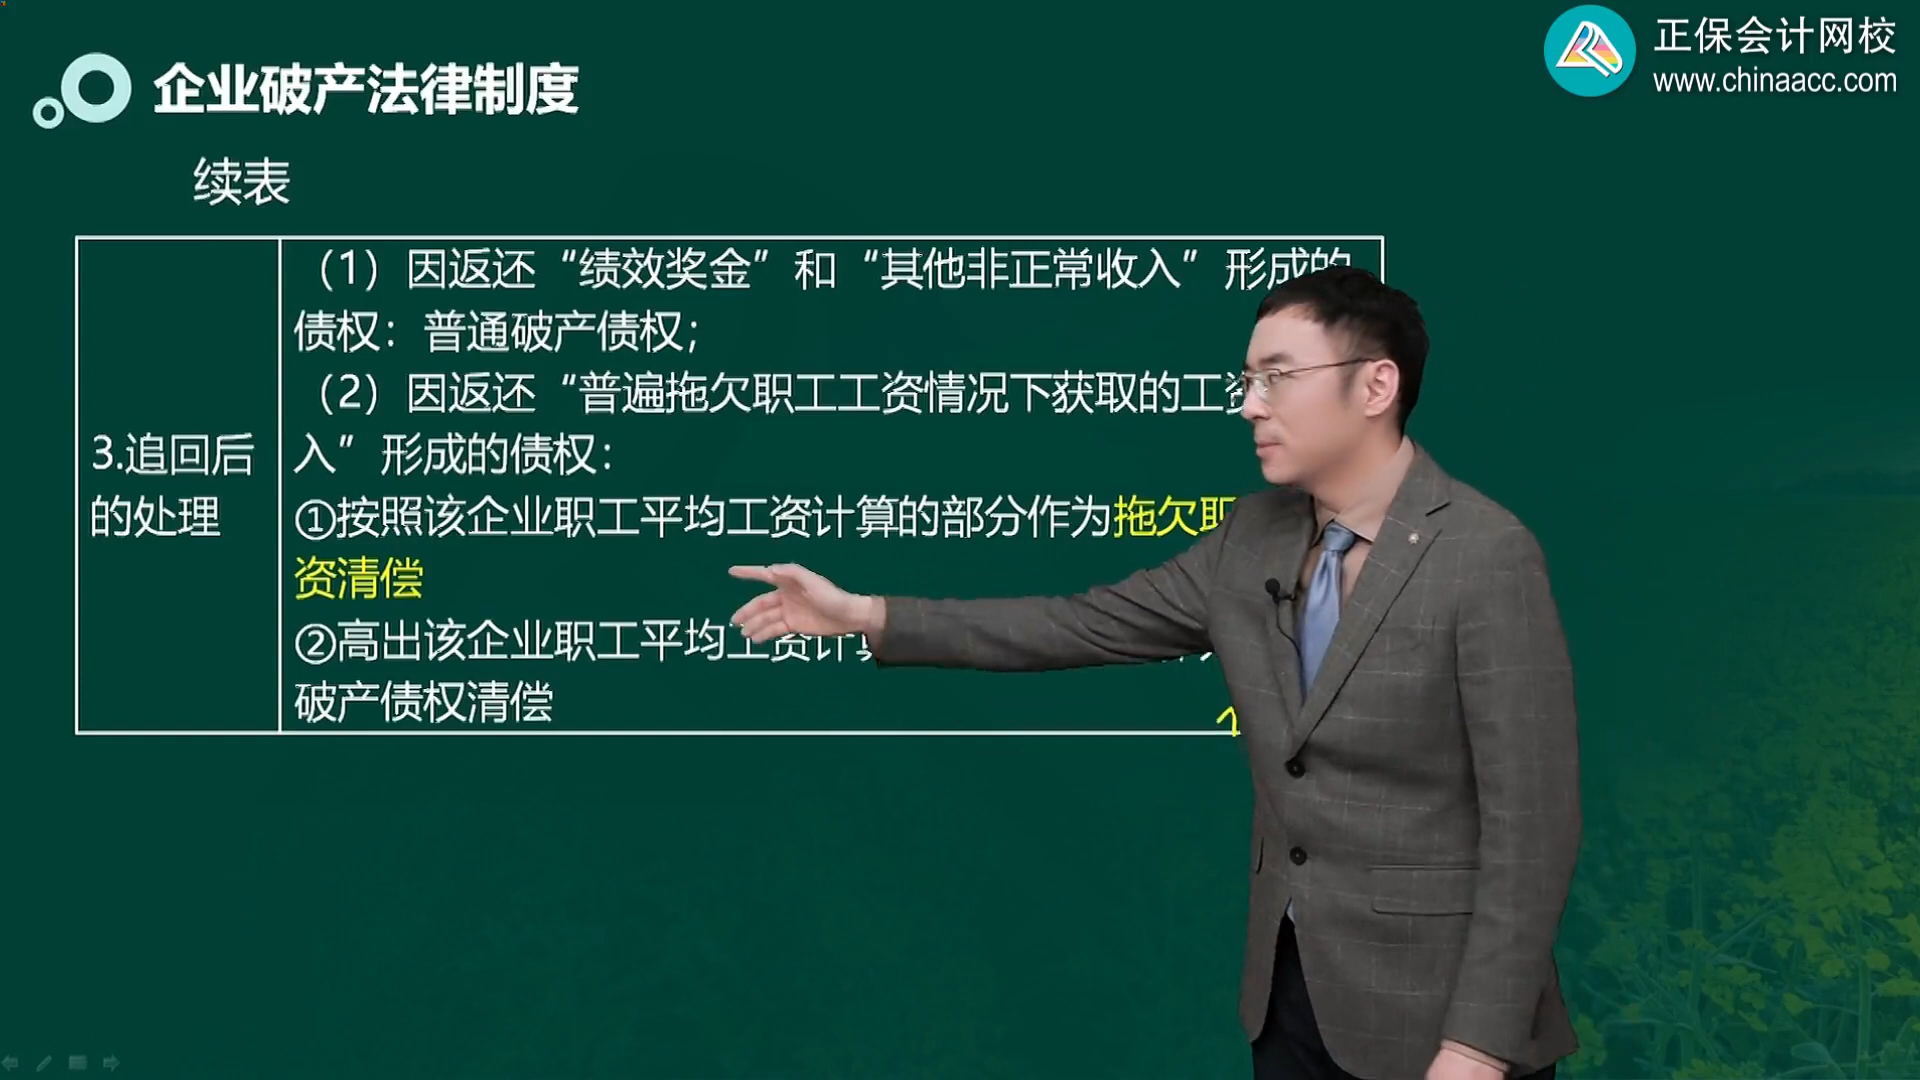 正保会计网校
www.chinaacc.com
企业破产法律制度
续表
3.追回后
的处理
（1）因返还“绩效奖金”和“其他非正常收入”形成的
债权：普通破产债权；
（2）因返还“普遍拖欠职工工资情况下获取的工资
入”形成的债权：
①按照该企业职工平均工资计算的部分作为拖欠职
资清偿
②高出该企业职工平均工资计算
破产债权清偿